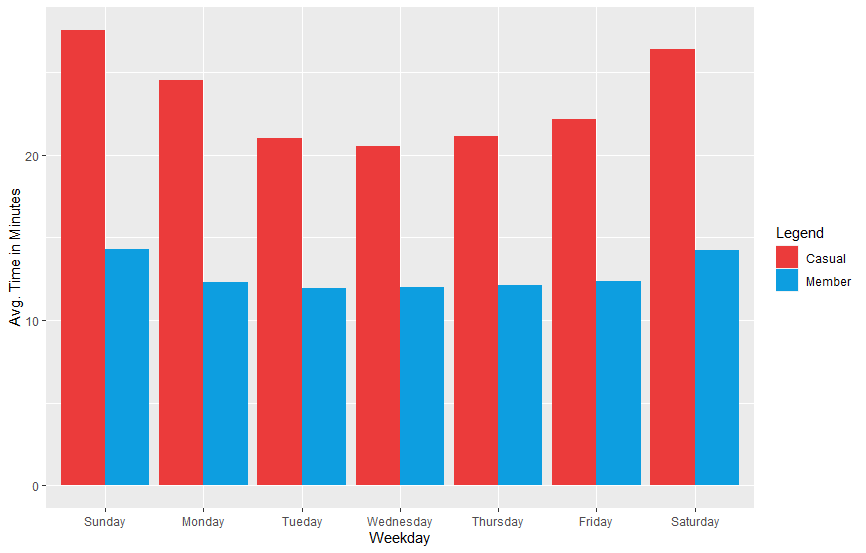 Avg. Time in Minutes
20
10
0
Sunday Monday Tueday Wednesday Thursday Friday Saturday
Weekday
Legend
Casual
Member